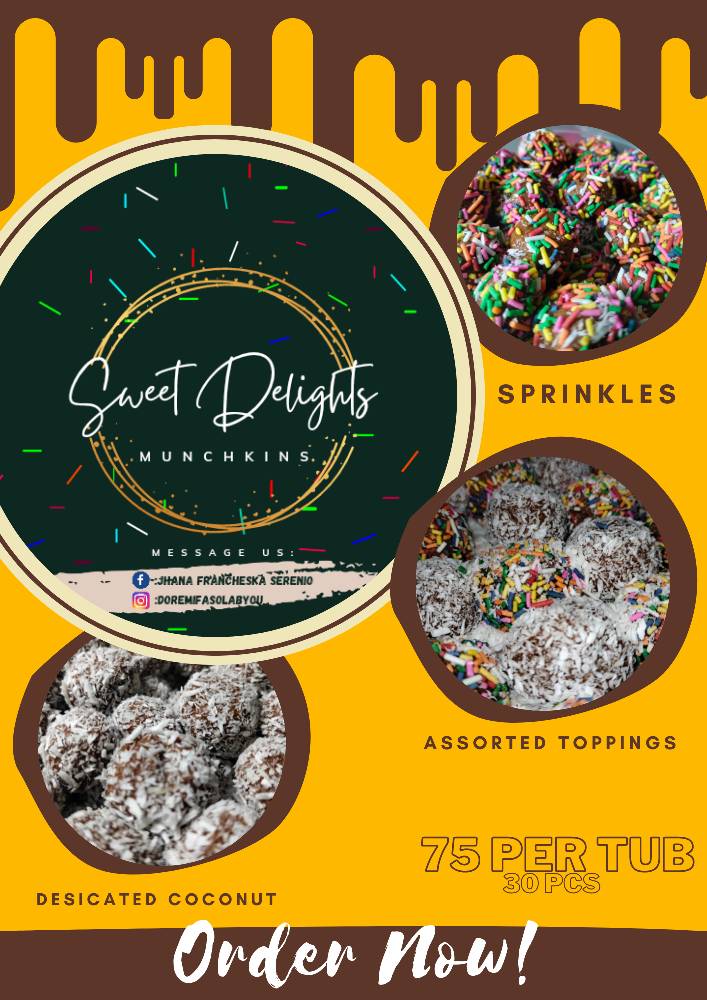 Sweet Delights
MUNCHKINS
MESSAGE US:
:JHANA FRANCHESKA SERENIO
:DOREMIFASOLABYOU
SPRINKLES
ASSORTED TOPPINGS
DESICATED COCONUT
75 PER TUB
30 PCS
Order Now!